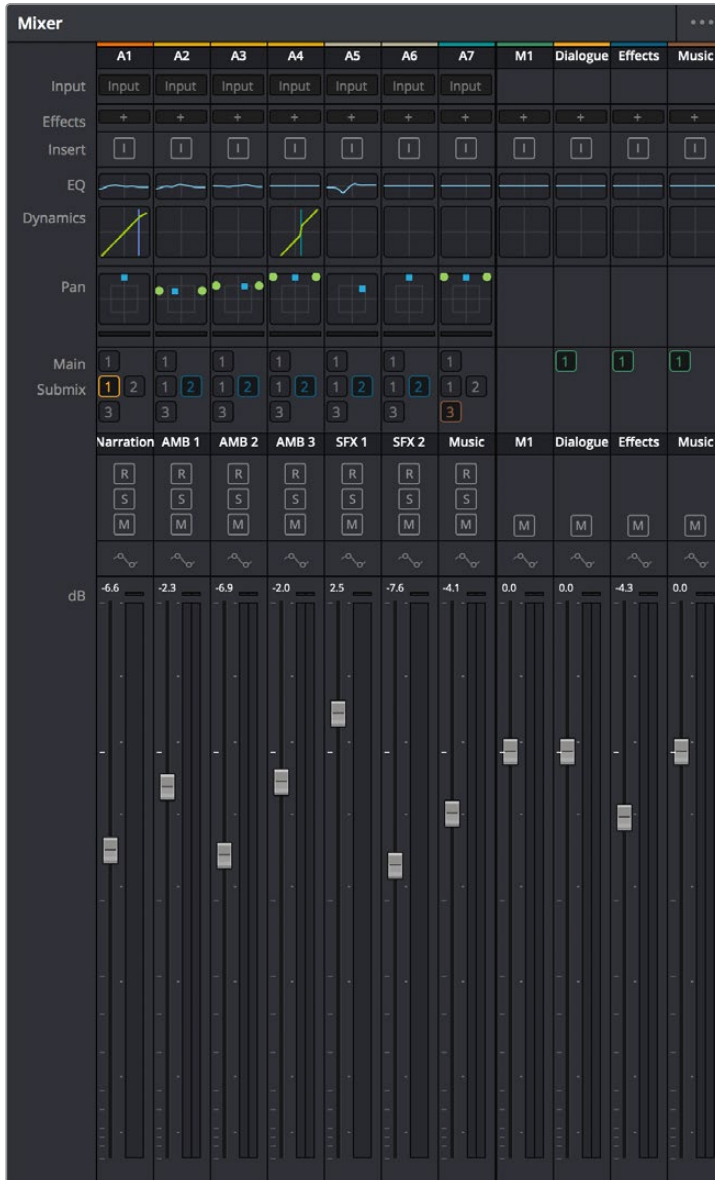 Mixer
A1 A2 A3 A4 A5 A6 A7 M1 Dialogue Effects Music
Input Input Input Input Input Input Input Input
Effects + + + + + + + + + + +
Insert I I I I I I I I I I I
EQ
Dynamics
Pan
Main 1 1 1 1 1 1 1 1 1 1
Submix 1 2 1 2 1 2 1 2 1 2 1 2 1 2
3 3 3 3 3 3 3
Narration AMB 1 AMB 2 AMB 3 SFX 1 SFX 2 Music M1 Dialogue Effects Music
R R R R R R R
S S S S S S S
M M M M M M M M M M M
dB -6.6 -2.3 -6.9 -2.0 2.5 -7.6 -4.1 0.0 0.0 -4.3 0.0